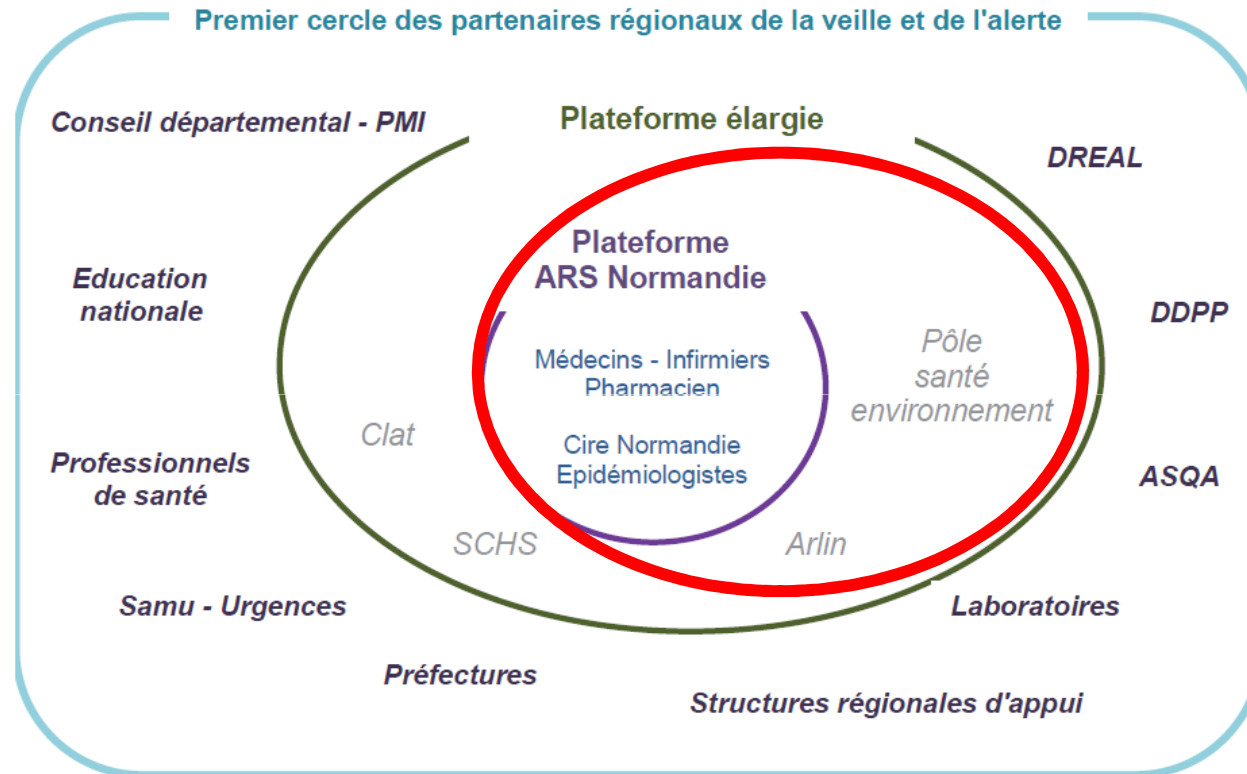 Premier cercle des partenaires régionaux de la veille et de l'alerte
Conseil départemental - PMI
Plateforme élargie
DREAL
Plateforme
ARS Normandie
Education
nationale
DDPP
Médecins - Infirmiers
Pharmacien
Pôle
santé
environnement
Clat
Cire Normandie
Epidémiologistes
Professionnels
de santé
ASQA
SCHS
Arlin
Samu - Urgences
Laboratoires
Préfectures
Structures régionales d'appui